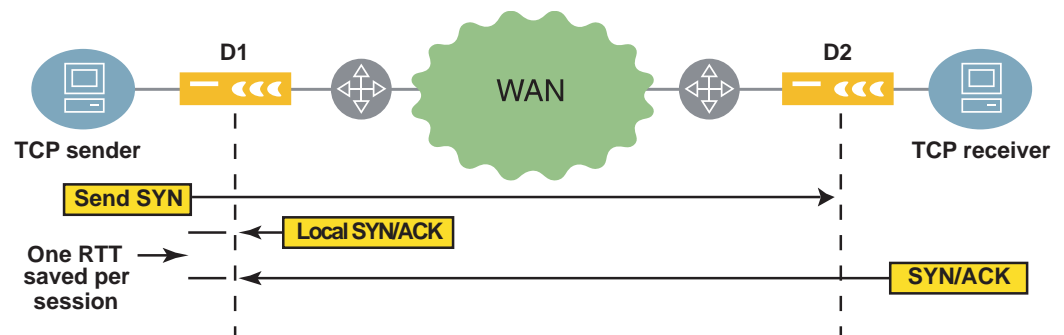 D1
D2
WAN
TCP sender
TCP receiver
Send SYN
Local SYN/ACK
One RTT
saved per
session
SYN/ACK